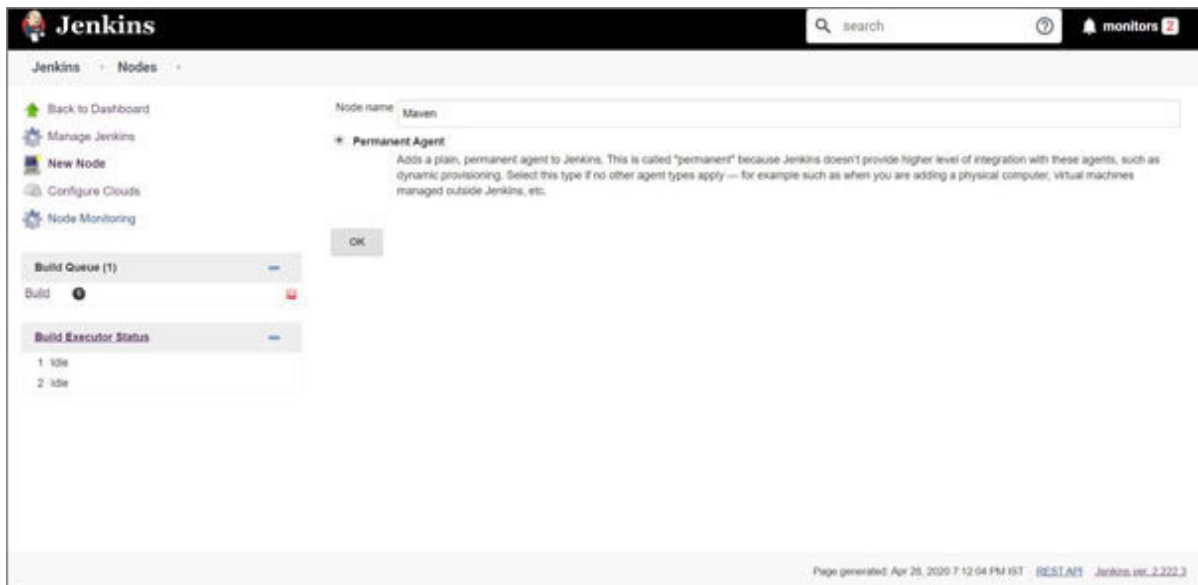 Jenkins
search
monitors 2
Jenkins Nodes
Back to Dashboard
Manage Jenkins
New Node
Configure Clouds
Node Monitoring
Build Queue (1)
Build
Build Executor Status
1 Idle
2 Idle
Node name Maven
Permanent Agent
Adds a plain, permanent agent to Jenkins. This is called "permanent" because Jenkins doesn't provide higher level of integration with these agents, such as
dynamic provisioning. Select this type if no other agent types apply — for example such as when you are adding a physical computer, virtual machines
managed outside Jenkins, etc.
OK
Page generated: Apr 28, 2020 7:12:04 PM IST REST API Jenkins ver. 2.222.3